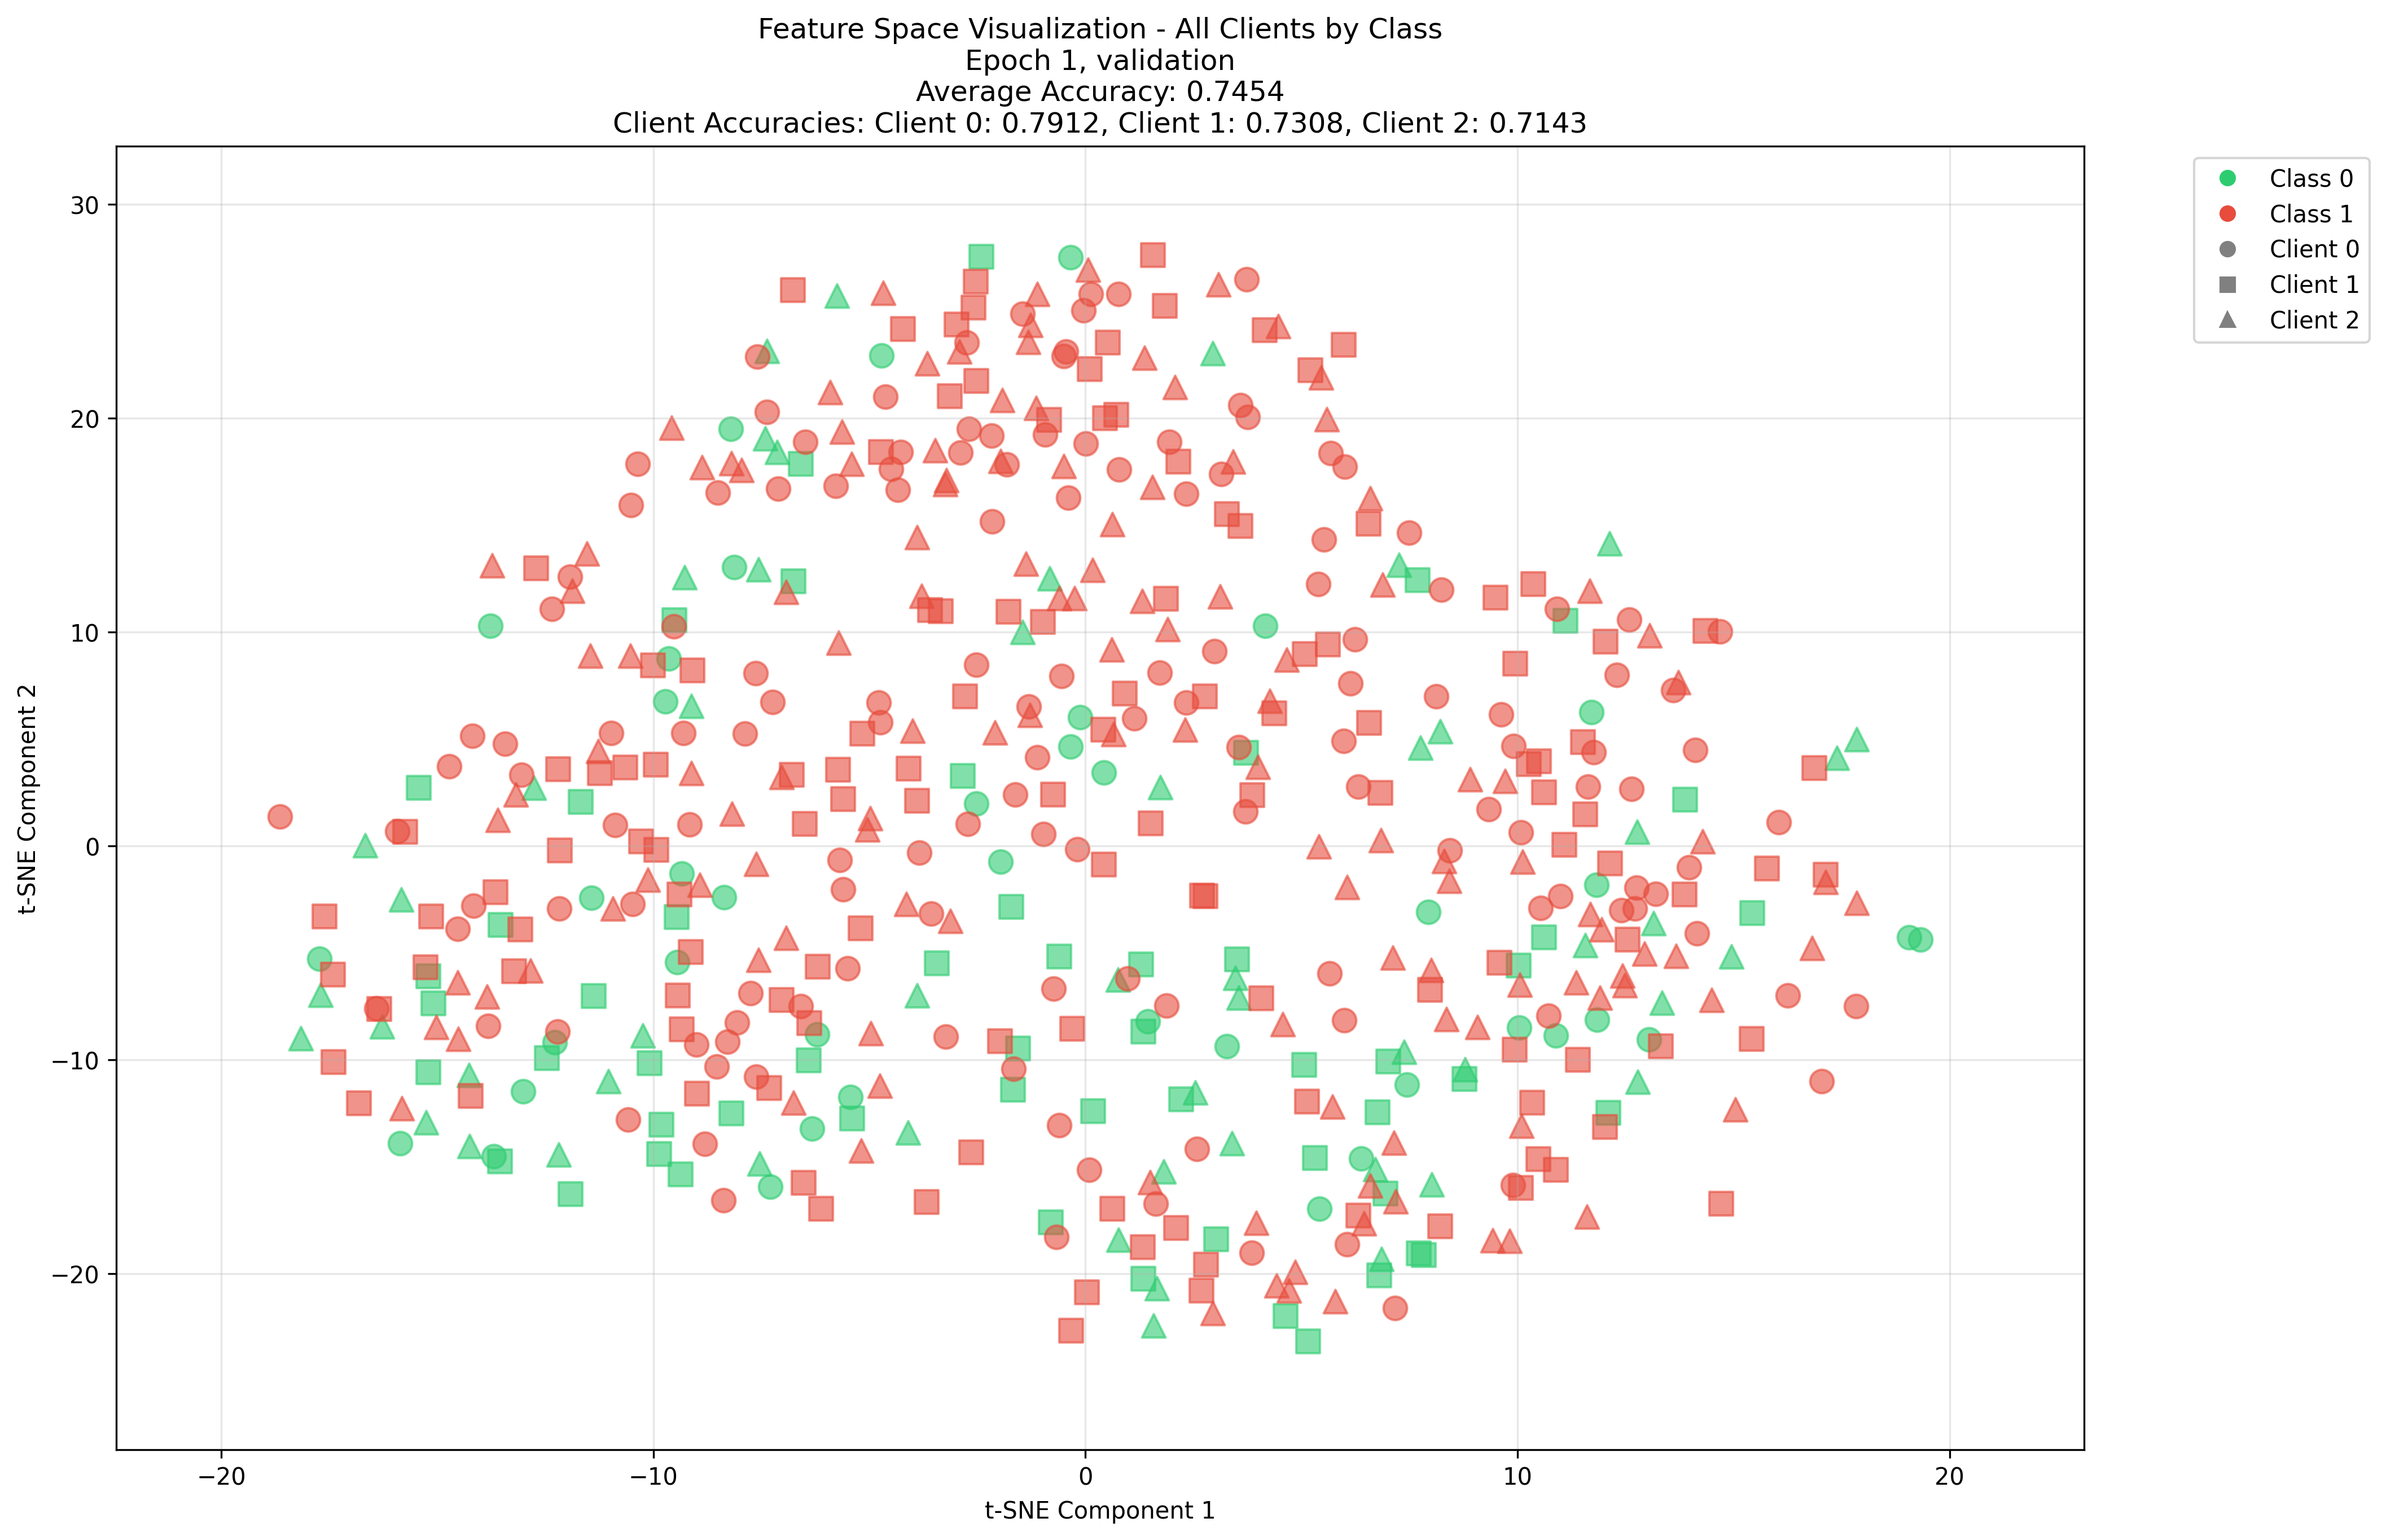 Feature Space Visualization - All Clients by Class
Epoch 1, validation
Average Accuracy: 0.7454
Client Accuracies: Client 0: 0.7912, Client 1: 0.7308, Client 2: 0.7143
Class 0
Class 1
Client 0
Client 1
Client 2
t-SNE Component 2
30
20
10
0
−10
−20
−20
−10
0
10
20
t-SNE Component 1